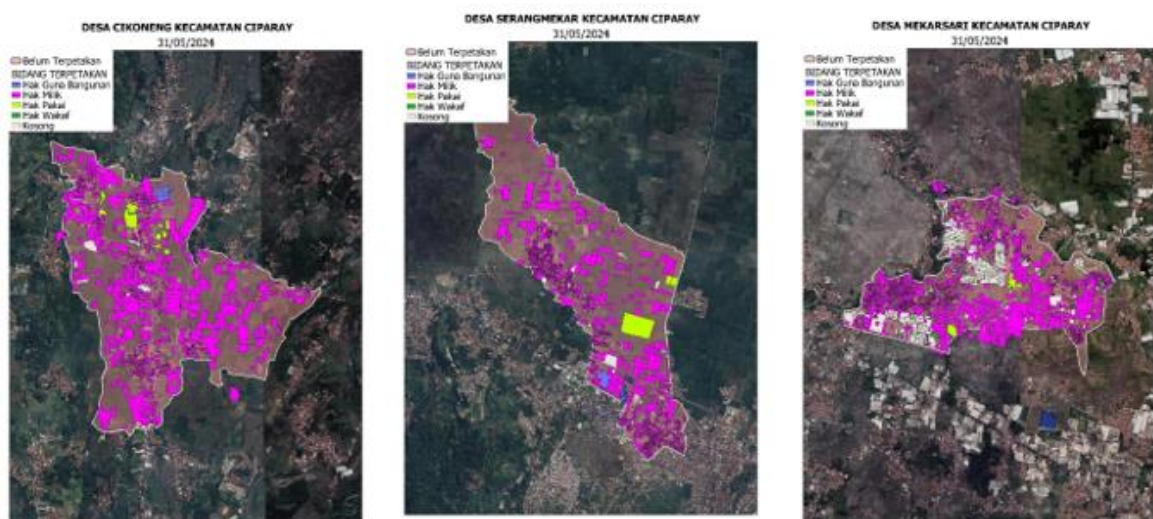 DESA CIKONENG KECAMATAN CIPARAY
31/05/2024
Belum Terpetakan
BIDANG TERPETAKAN
Hak Guna Bangunan
Hak Milik
Hak Pakai
Hak Wakaf
Kosong
DESA SERANGMEKAR KECAMATAN CIPARAY
31/05/2024
Belum Terpetakan
BIDANG TERPETAKAN
Hak Guna Bangunan
Hak Milik
Hak Pakai
Hak Wakaf
Kosong
DESA MEKARSARI KECAMATAN CIPARAY
31/05/2024
Belum Terpetakan
BIDANG TERPETAKAN
Hak Guna Bangunan
Hak Milik
Hak Pakai
Hak Wakaf
Kosong